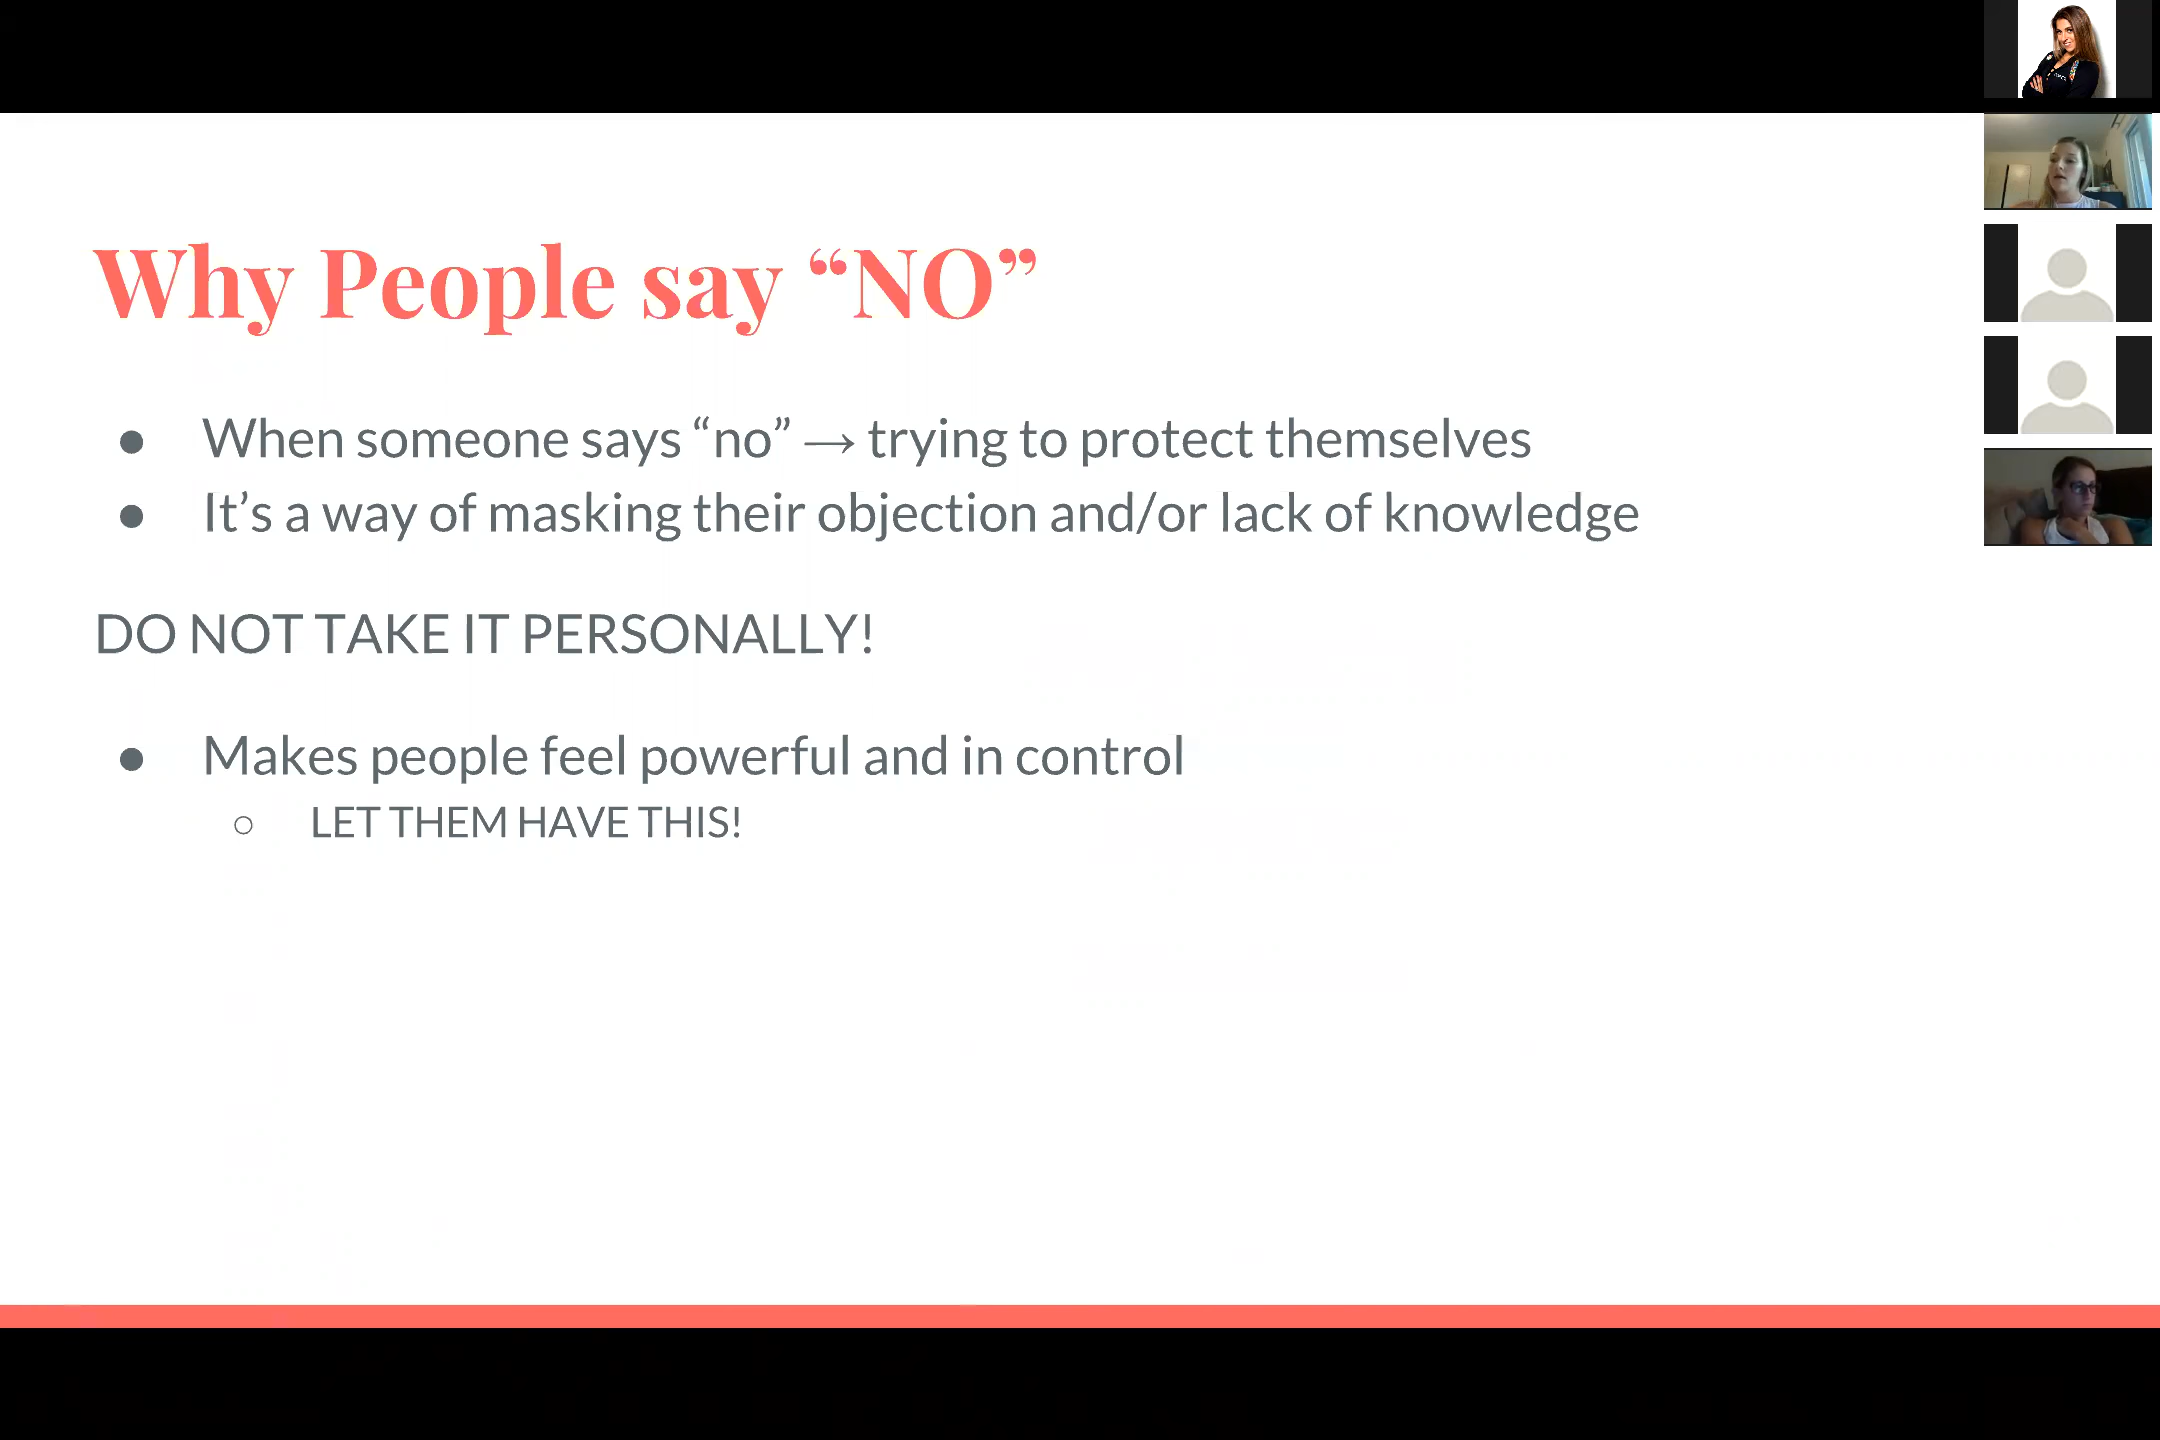 Why People say “NO”
● When someone says “no” → trying to protect themselves
● It’s a way of masking their objection and/or lack of knowledge
DO NOT TAKE IT PERSONALLY!
● Makes people feel powerful and in control
○ LET THEM HAVE THIS!